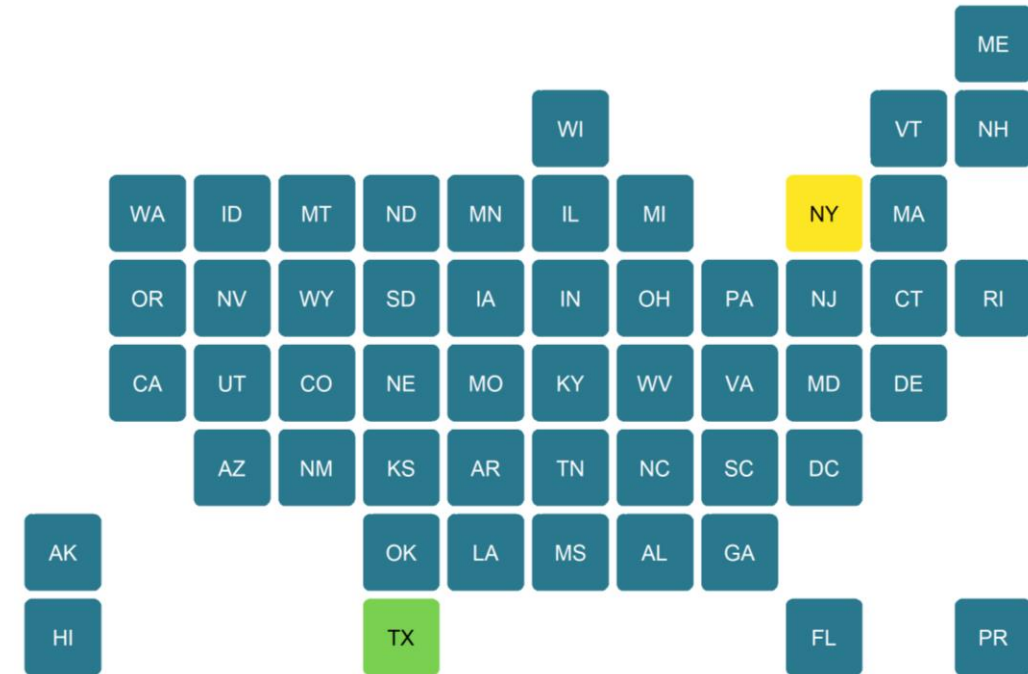 ME
WI VT NH
WA ID MT ND MN IL MI NY MA
OR NV WY SD IA IN OH PA NJ CT RI
CA UT CO NE MO KY WV VA MD DE
AZ NM KS AR TN NC SC DC
AK OK LA MS AL GA
HI TX FL PR